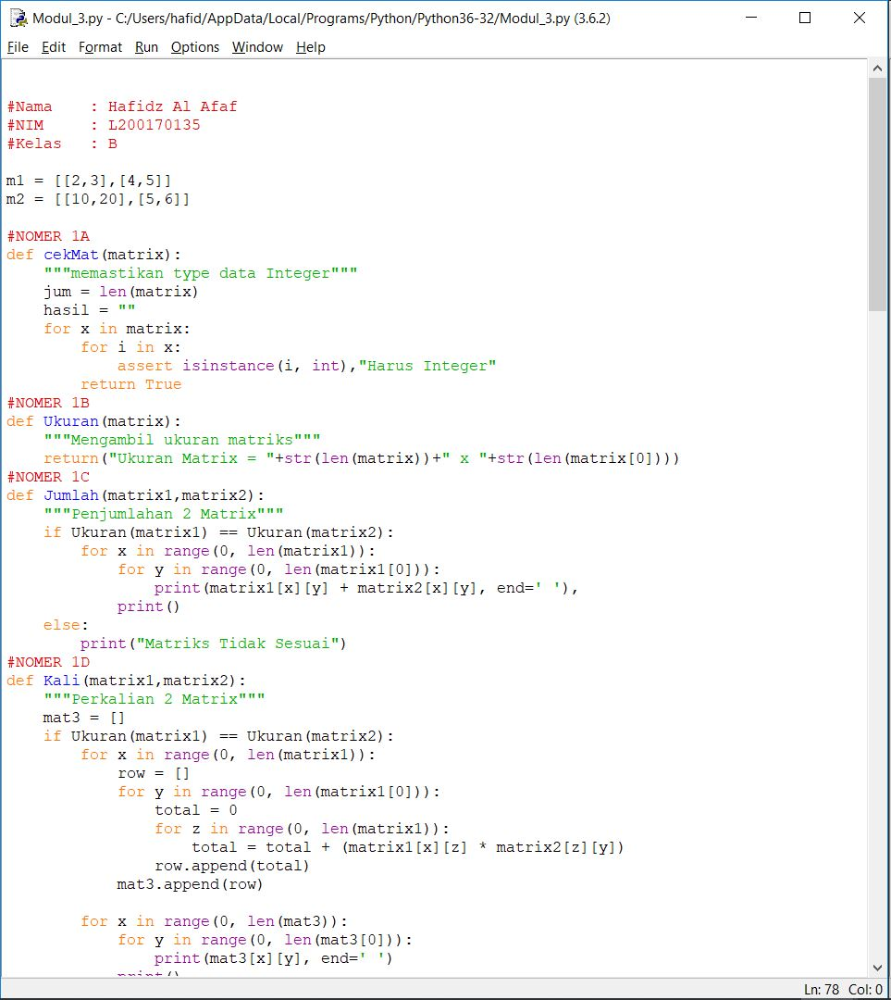 Modul_3.py - C:/Users/hafid/AppData/Local/Programs/Python/Python36-32/Modul_3.py (3.6.2)
File Edit Format Run Options Window Help
#Nama    : Hafidz Al Afaf
#NIM     : L200170135
#Kelas   : B
m1 = [[2,3],[4,5]]
m2 = [[10,20],[5,6]]
#NOMER 1A
def cekMat(matrix):
    """memastikan type data Integer"""
    jum = len(matrix)
    hasil = ""
    for x in matrix:
        for i in x:
            assert isinstance(i, int),"Harus Integer"
        return True
#NOMER 1B
def Ukuran(matrix):
    """Mengambil ukuran matriks"""
    return("Ukuran Matrix = "+str(len(matrix))+" x "+str(len(matrix[0])))
#NOMER 1C
def Jumlah(matrix1,matrix2):
    """Penjumlahan 2 Matrix"""
    if Ukuran(matrix1) == Ukuran(matrix2):
        for x in range(0, len(matrix1)):
            for y in range(0, len(matrix1[0])):
                print(matrix1[x][y] + matrix2[x][y], end=' '),
            print()
    else:
        print("Matriks Tidak Sesuai")
#NOMER 1D
def Kali(matrix1,matrix2):
    """Perkalian 2 Matrix"""
    mat3 = []
    if Ukuran(matrix1) == Ukuran(matrix2):
        for x in range(0, len(matrix1)):
            row = []
            for y in range(0, len(matrix1[0])):
                total = 0
                for z in range(0, len(matrix1)):
                    total = total + (matrix1[x][z] * matrix2[z][y])
                row.append(total)
            mat3.append(row)
        for x in range(0, len(mat3)):
            for y in range(0, len(mat3[0])):
                print(mat3[x][y], end=' ')
            print()
Ln: 78 Col: 0